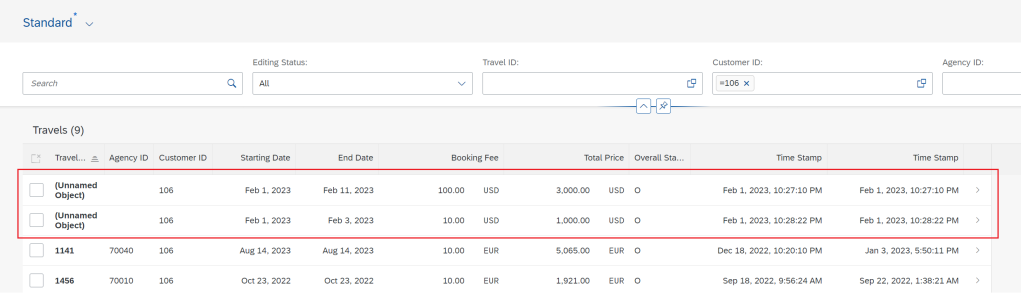 Standard*
Editing Status: Travel ID: Customer ID: Agency ID:
Search All =106 ×
Travels (9)
Travel... Agency ID Customer ID Starting Date End Date Booking Fee Total Price Overall Sta... Time Stamp Time Stamp
(Unnamed
Object) 106 Feb 1, 2023 Feb 11, 2023 100.00 USD 3,000.00 USD O Feb 1, 2023, 10:27:10 PM Feb 1, 2023, 10:27:10 PM
(Unnamed
Object) 106 Feb 1, 2023 Feb 3, 2023 10.00 USD 1,000.00 USD O Feb 1, 2023, 10:28:22 PM Feb 1, 2023, 10:28:22 PM
1141 70040 106 Aug 14, 2023 Aug 14, 2023 10.00 EUR 5,065.00 EUR O Dec 18, 2022, 10:20:10 PM Jan 3, 2023, 5:50:11 PM
1456 70010 106 Oct 23, 2022 Oct 23, 2022 10.00 EUR 1,921.00 EUR O Sep 18, 2022, 9:56:24 AM Sep 22, 2022, 1:38:21 AM